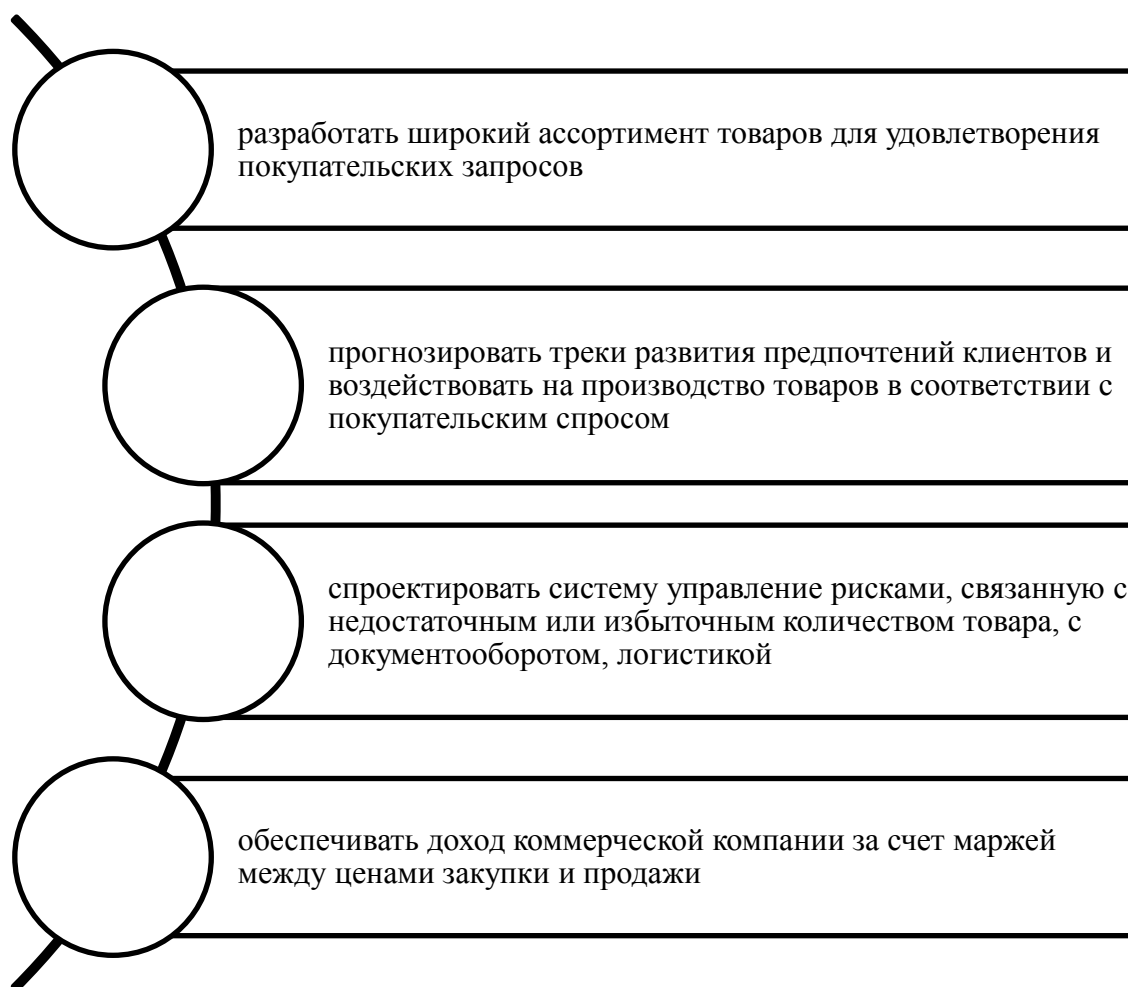 разработать широкий ассортимент товаров для удовлетворения
покупательских запросов
прогнозировать треки развития предпочтений клиентов и
воздействовать на производство товаров в соответствии с
покупательским спросом
спроектировать систему управление рисками, связанную с
недостаточным или избыточным количеством товара, с
документооборотом, логистикой
обеспечивать доход коммерческой компании за счет маржей
между ценами закупки и продажи